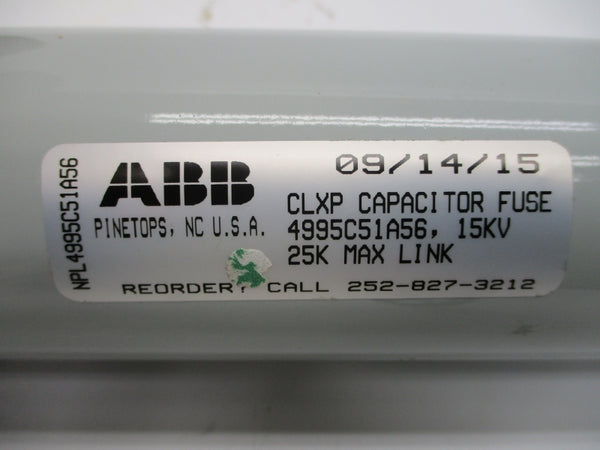 NPL4995C51A56
ABB
09/14/15
PINETOPS, NC U.S.A.
CLXP CAPACITOR FUSE
4995C51A56, 15KV
25K MAX LINK
REORDER? CALL 252-827-3212